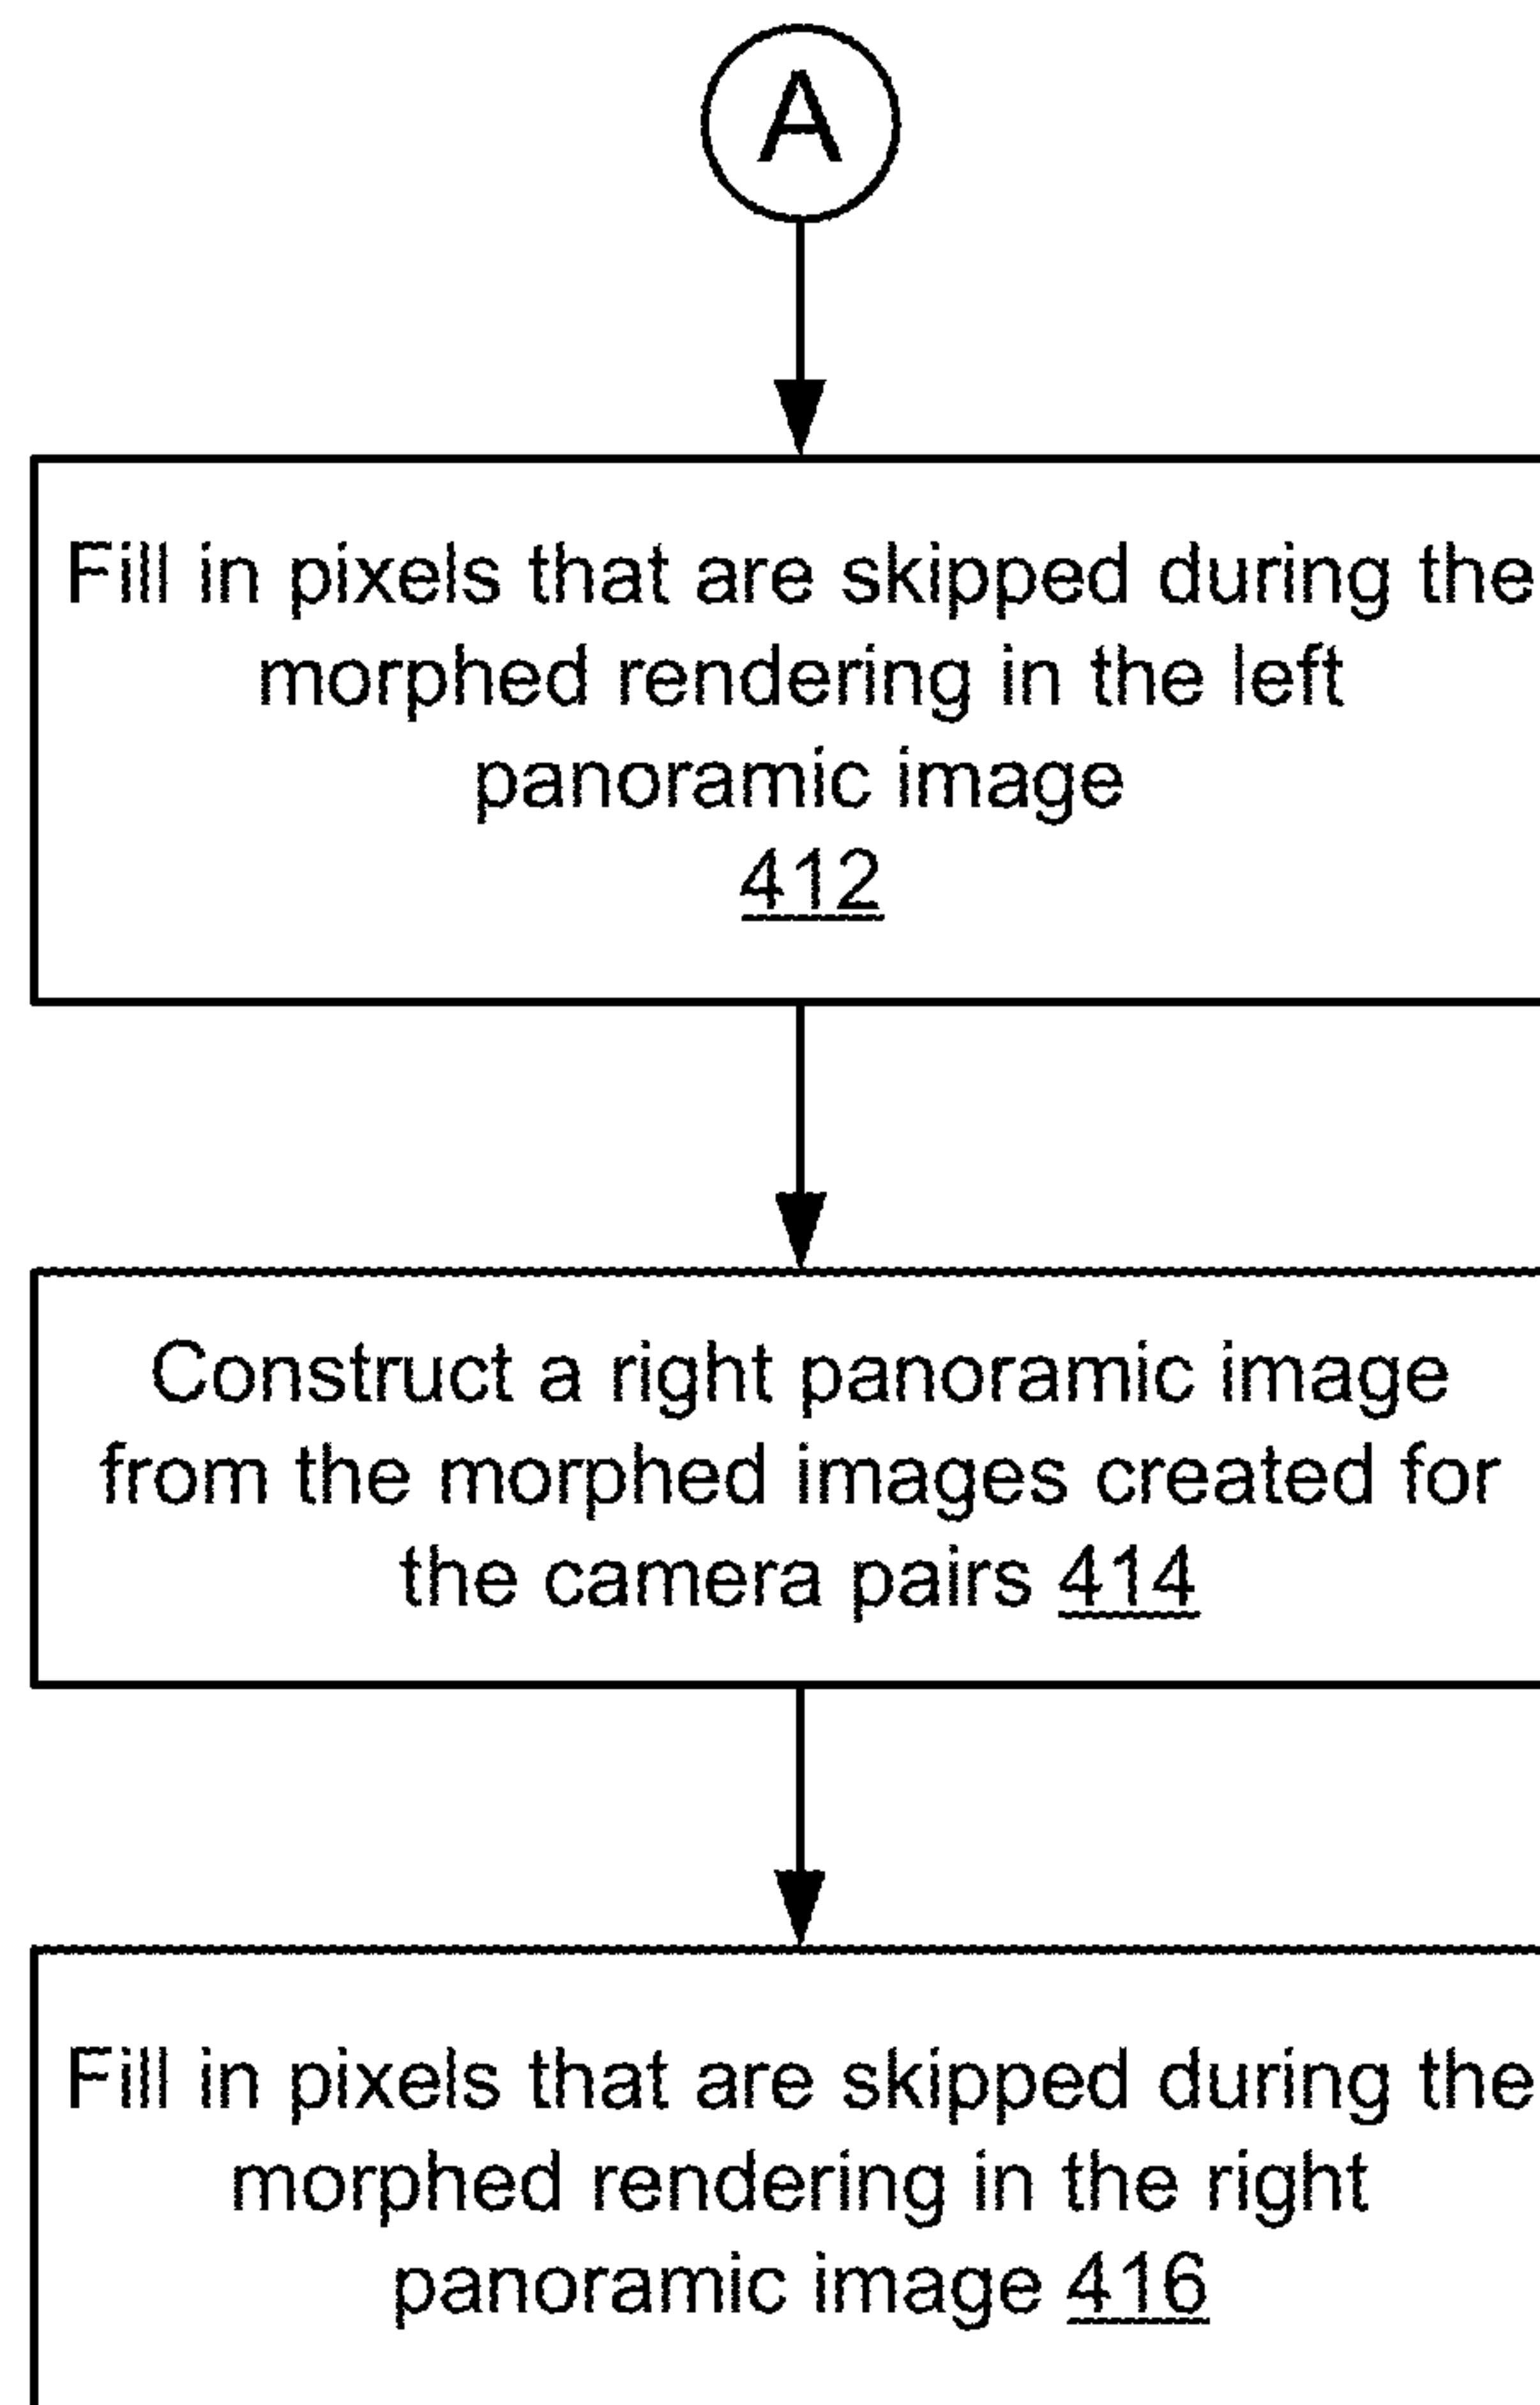 A
Fill in pixels that are skipped during the
morphed rendering in the left
panoramic image
412
Construct a right panoramic image
from the morphed images created for
the camera pairs 414
Fill in pixels that are skipped during the
morphed rendering in the right
panoramic image 416